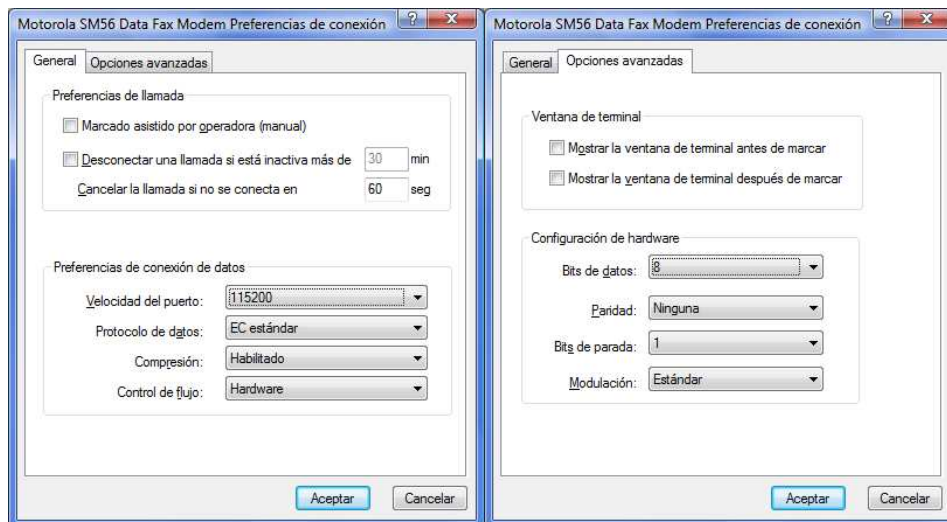 Motorola SM56 Data Fax Modem Preferencias de conexión
General
Opciones avanzadas
Preferencias de llamada
Marcado asistido por operadora (manual)
Desconectar una llamada si está inactiva más de 30 min
Cancelar la llamada si no se conecta en 60 seg
Preferencias de conexión de datos
Velocidad del puerto: 115200
Protocolo de datos: EC estándar
Compresión: Habilitado
Control de flujo: Hardware
Aceptar
Cancelar
Motorola SM56 Data Fax Modem Preferencias de conexión
General
Opciones avanzadas
Ventana de terminal
Mostrar la ventana de terminal antes de marcar
Mostrar la ventana de terminal después de marcar
Configuración de hardware
Bits de datos: 8
Paridad: Ninguna
Bits de parada: 1
Modulación: Estándar
Aceptar
Cancelar